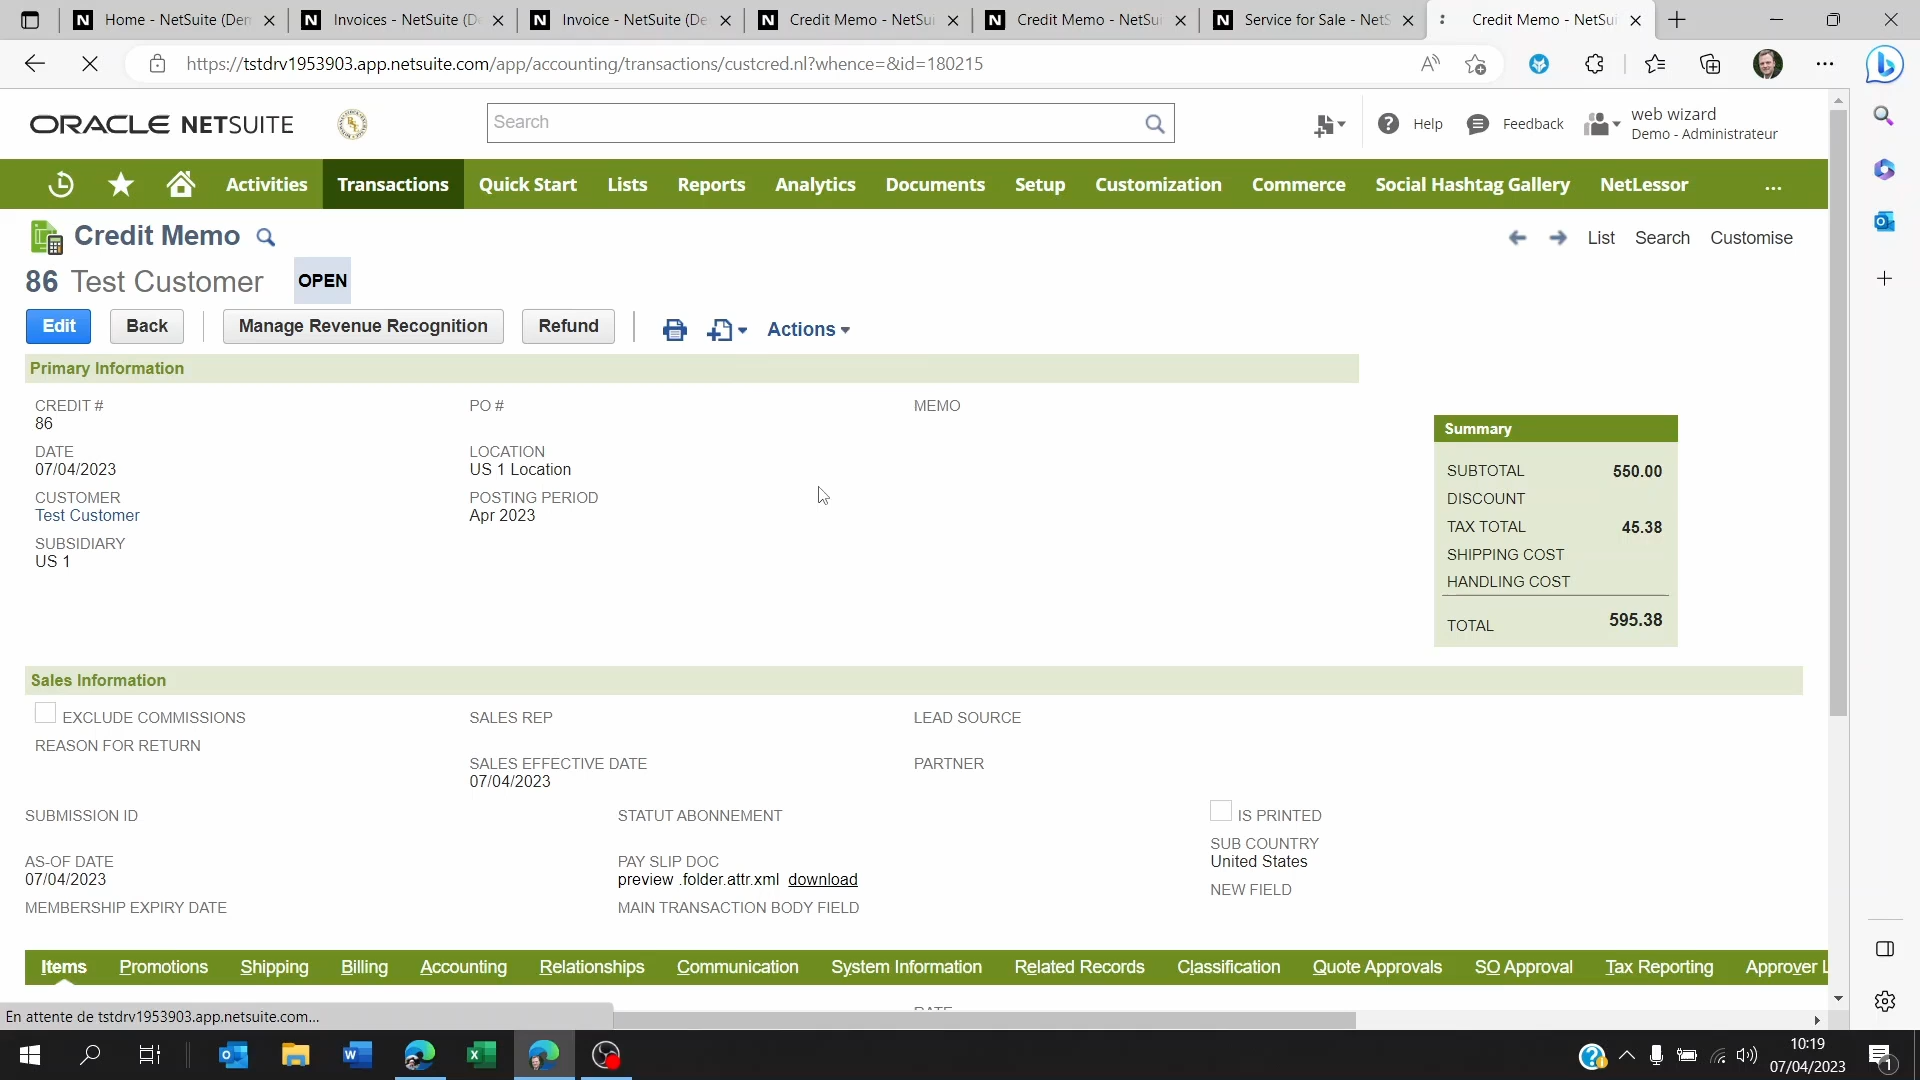 Home - NetSuite (Den
Invoices - NetSuite (De
Invoice - NetSuite (De
Credit Memo - NetSui
Credit Memo - NetSui
Service for Sale - NetS
Credit Memo - NetSui
https://tstdrv1953903.app.netsuite.com/app/accounting/transactions/custcred.nl?whence=&id=180215
ORACLE NETSUITE
Search
Help
Feedback
web wizard
Demo - Administrateur
Activities
Transactions
Quick Start
Lists
Reports
Analytics
Documents
Setup
Customization
Commerce
Social Hashtag Gallery
NetLessor
...
Credit Memo
List
Search
Customise
86 Test Customer
OPEN
Edit
Back
Manage Revenue Recognition
Refund
Actions
Primary Information
CREDIT #
86
PO #
MEMO
DATE
07/04/2023
LOCATION
US 1 Location
CUSTOMER
Test Customer
POSTING PERIOD
Apr 2023
SUBSIDIARY
US 1
Summary
SUBTOTAL 550.00
DISCOUNT
TAX TOTAL 45.38
SHIPPING COST
HANDLING COST
TOTAL 595.38
Sales Information
EXCLUDE COMMISSIONS
REASON FOR RETURN
SALES REP
LEAD SOURCE
SALES EFFECTIVE DATE
07/04/2023
PARTNER
SUBMISSION ID
STATUT ABONNEMENT
IS PRINTED
SUB COUNTRY
United States
AS-OF DATE
07/04/2023
PAY SLIP DOC
preview .folder.attr.xml download
NEW FIELD
MEMBERSHIP EXPIRY DATE
MAIN TRANSACTION BODY FIELD
Items
Promotions
Shipping
Billing
Accounting
Relationships
Communication
System Information
Related Records
Classification
Quote Approvals
SO Approval
Tax Reporting
Approver L
RATE
En attente de tstdrv1953903.app.netsuite.com...
10:19
07/04/2023
1